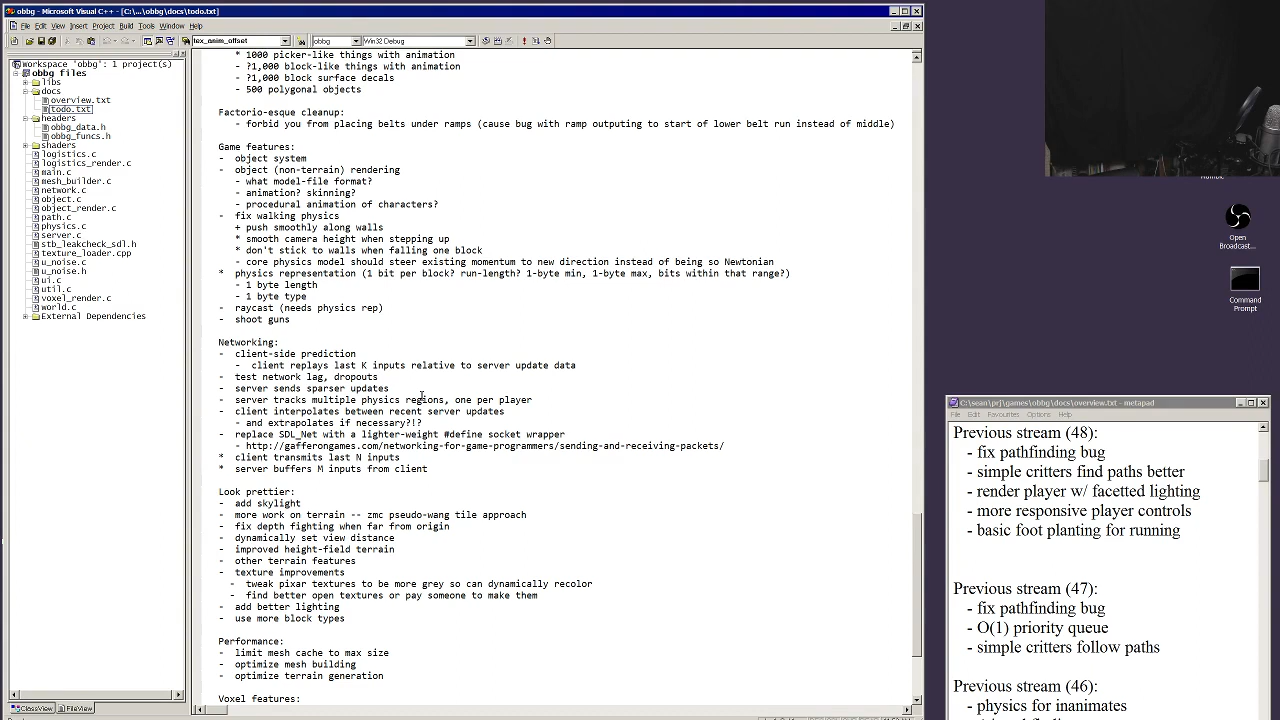 obbg - Microsoft Visual C++ - [C:\...\obbg\docs\todo.txt]
File Edit View Insert Project Build Tools Window Help
tex_anim_offset
obbg
Win32 Debug
Workspace 'obbg': 1 project(s)
obbg files
libs
docs
overview.txt
todo.txt
headers
obbg_data.h
obbg_funcs.h
shaders
logistics.c
logistics_render.c
main.c
mesh_builder.c
network.c
object.c
object_render.c
path.c
physics.c
server.c
stb_leakcheck_sdl.h
texture_loader.cpp
u_noise.c
u_noise.h
ui.c
util.c
voxel_render.c
world.c
External Dependencies
ClassView
FileView
* 1000 picker-like things with animation
- ?1,000 block-like things with animation
- ?1,000 block surface decals
- 500 polygonal objects
Factorio-esque cleanup:
- forbid you from placing belts under ramps (cause bug with ramp outputing to start of lower belt run instead of middle)
Game features:
- object system
- object (non-terrain) rendering
- what model-file format?
- animation? skinning?
- procedural animation of characters?
- fix walking physics
+ push smoothly along walls
* smooth camera height when stepping up
* don't stick to walls when falling one block
- core physics model should steer existing momentum to new direction instead of being so Newtonian
* physics representation (1 bit per block? run-length? 1-byte min, 1-byte max, bits within that range?)
- 1 byte length
- 1 byte type
- raycast (needs physics rep)
- shoot guns
Networking:
- client-side prediction
- client replays last K inputs relative to server update data
- test network lag, dropouts
- server sends sparser updates
- server tracks multiple physics regions, one per player
- client interpolates between recent server updates
- and extrapolates if necessary?!?
- replace SDL_Net with a lighter-weight #define socket wrapper
- http://gafferongames.com/networking-for-game-programmers/sending-and-receiving-packets/
* client transmits last N inputs
* server buffers M inputs from client
Look prettier:
- add skylight
- more work on terrain -- zmc pseudo-wang tile approach
- fix depth fighting when far from origin
- dynamically set view distance
- improved height-field terrain
- other terrain features
- texture improvements
- tweak pixar textures to be more grey so can dynamically recolor
- find better open textures or pay someone to make them
- add better lighting
- use more block types
Performance:
- limit mesh cache to max size
- optimize mesh building
- optimize terrain generation
Voxel features:
Open
Broadcast...
Command
Prompt
C:\sean\prj\games\obbg\docs\overview.txt - metapad
File Edit Favourites Options Help
Previous stream (48):
- fix pathfinding bug
- simple critters find paths better
- render player w/ facetted lighting
- more responsive player controls
- basic foot planting for running
Previous stream (47):
- fix pathfinding bug
- O(1) priority queue
- simple critters follow paths
Previous stream (46):
- physics for inanimates